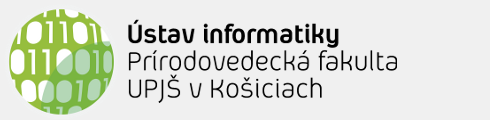 Ústav informatiky
Prírodovedecká fakulta
UPJŠ v Košiciach